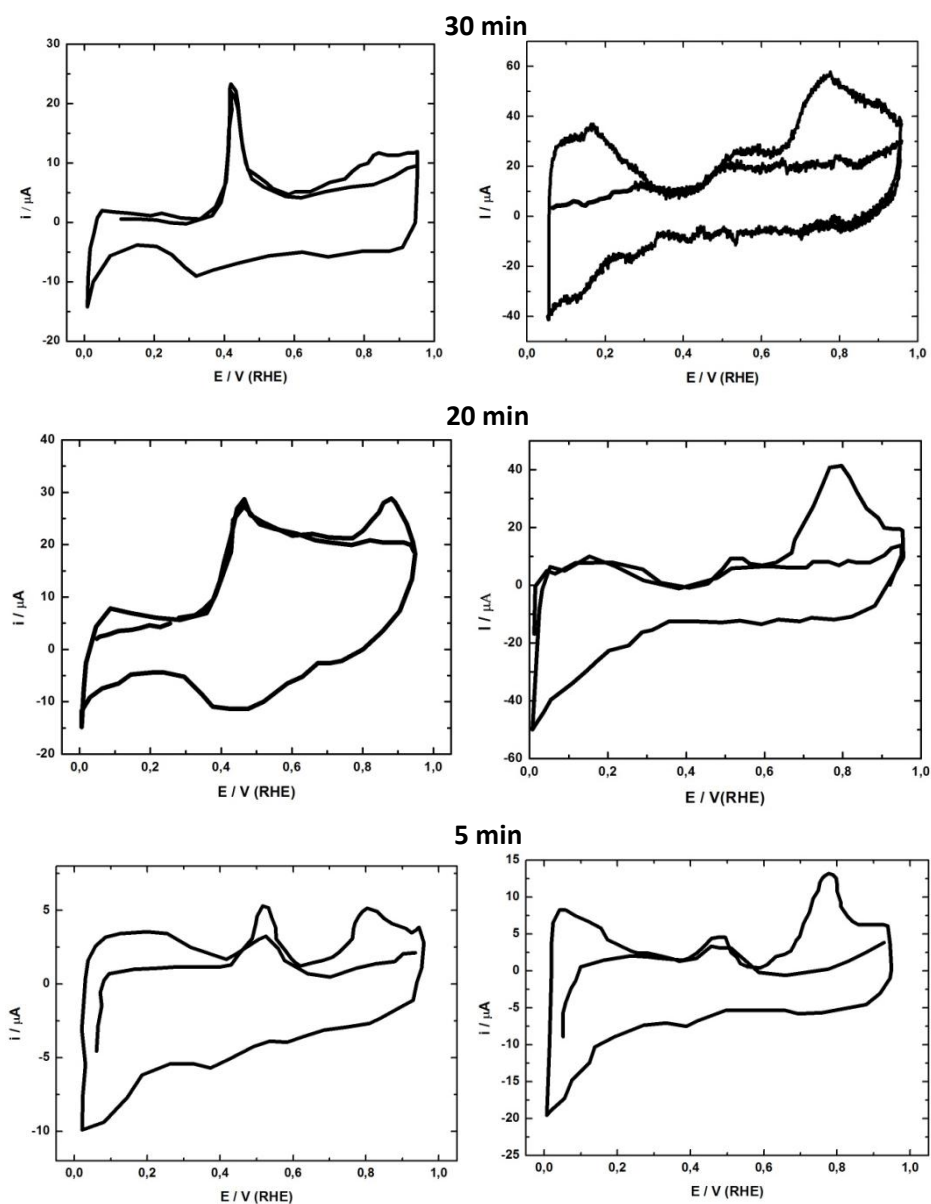 30 min
30
20
10
0
-10
-20
i / μA
0,0 0,2 0,4 0,6 0,8 1,0
E / V (RHE)
60
40
20
0
-20
-40
I / μA
0,0 0,2 0,4 0,6 0,8 1,0
E / V (RHE)
20 min
40
30
20
10
0
-10
-20
i / μA
0,0 0,2 0,4 0,6 0,8 1,0
E / V (RHE)
40
20
0
-20
-40
-60
I / μA
0,0 0,2 0,4 0,6 0,8 1,0
E / V(RHE)
5 min
5
0
-5
-10
i / μA
0,0 0,2 0,4 0,6 0,8 1,0
E / V (RHE)
15
10
5
0
-5
-10
-15
-20
-25
i / μA
0,0 0,2 0,4 0,6 0,8 1,0
E / V (RHE)